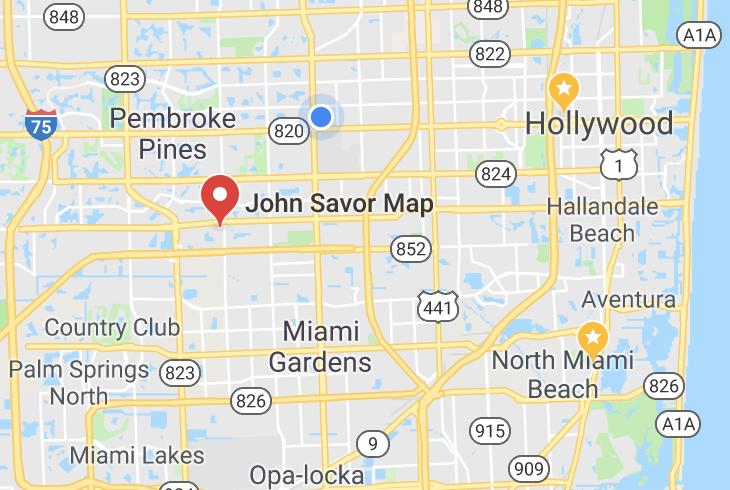 848
848
A1A
822
823
75
Pembroke
Pines
820
Hollywood
1
824
John Savor Map
Hallandale
Beach
852
441
Aventura
Country Club
Miami
Gardens
Palm Springs
North
823
North Miami
Beach
826
826
A1A
9
915
Miami Lakes
909
Opa-locka